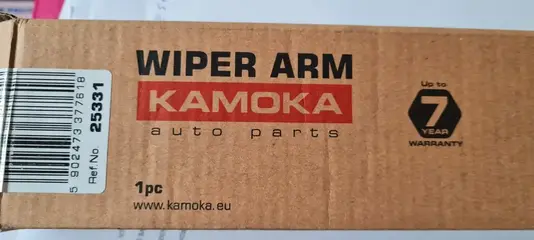 WIPER ARM
KAMOKA
auto parts
1pc
www.kamoka.eu
Up to
7
YEAR
WARRANTY
5 902473 377618
Ref.No. 25331